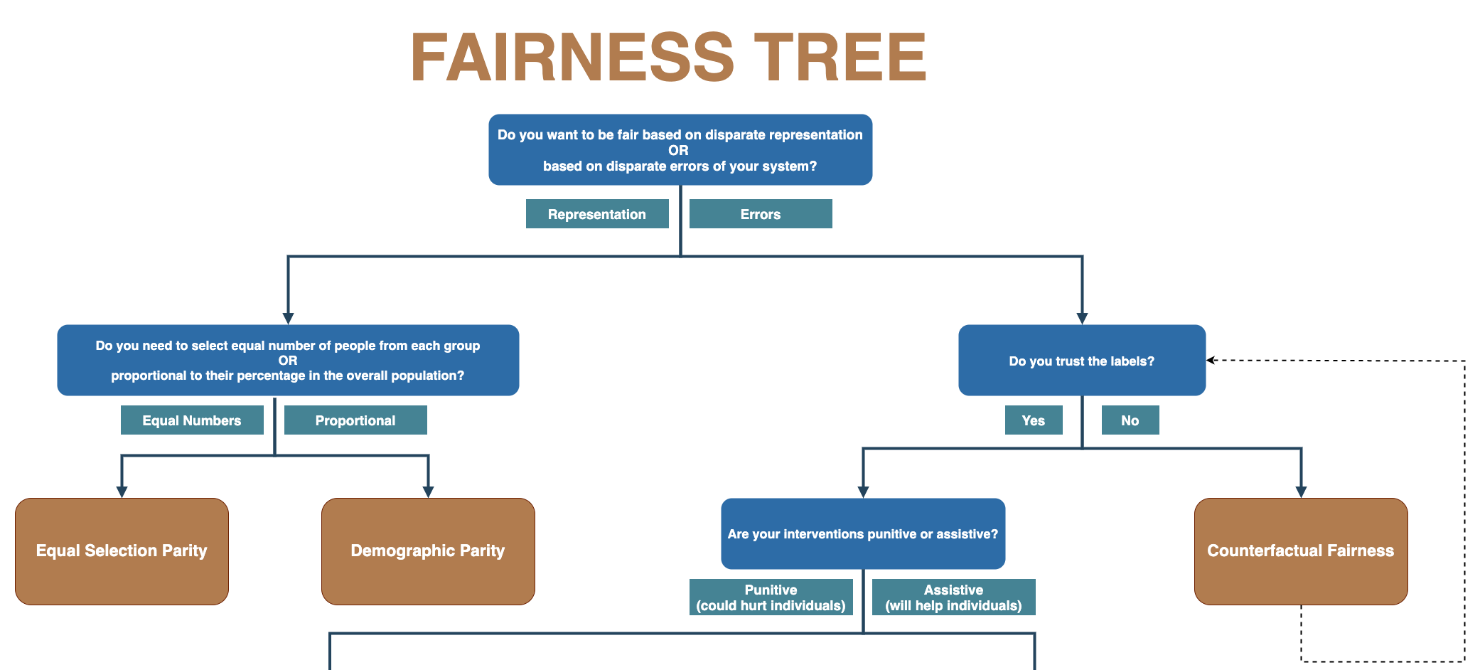 FAIRNESS TREE
Do you want to be fair based on disparate representation
OR
based on disparate errors of your system?
Representation
Errors
Do you need to select equal number of people from each group
OR
proportional to their percentage in the overall population?
Do you trust the labels?
Equal Numbers
Proportional
Yes
No
Equal Selection Parity
Demographic Parity
Are your interventions punitive or assistive?
Counterfactual Fairness
Punitive
(could hurt individuals)
Assistive
(will help individuals)